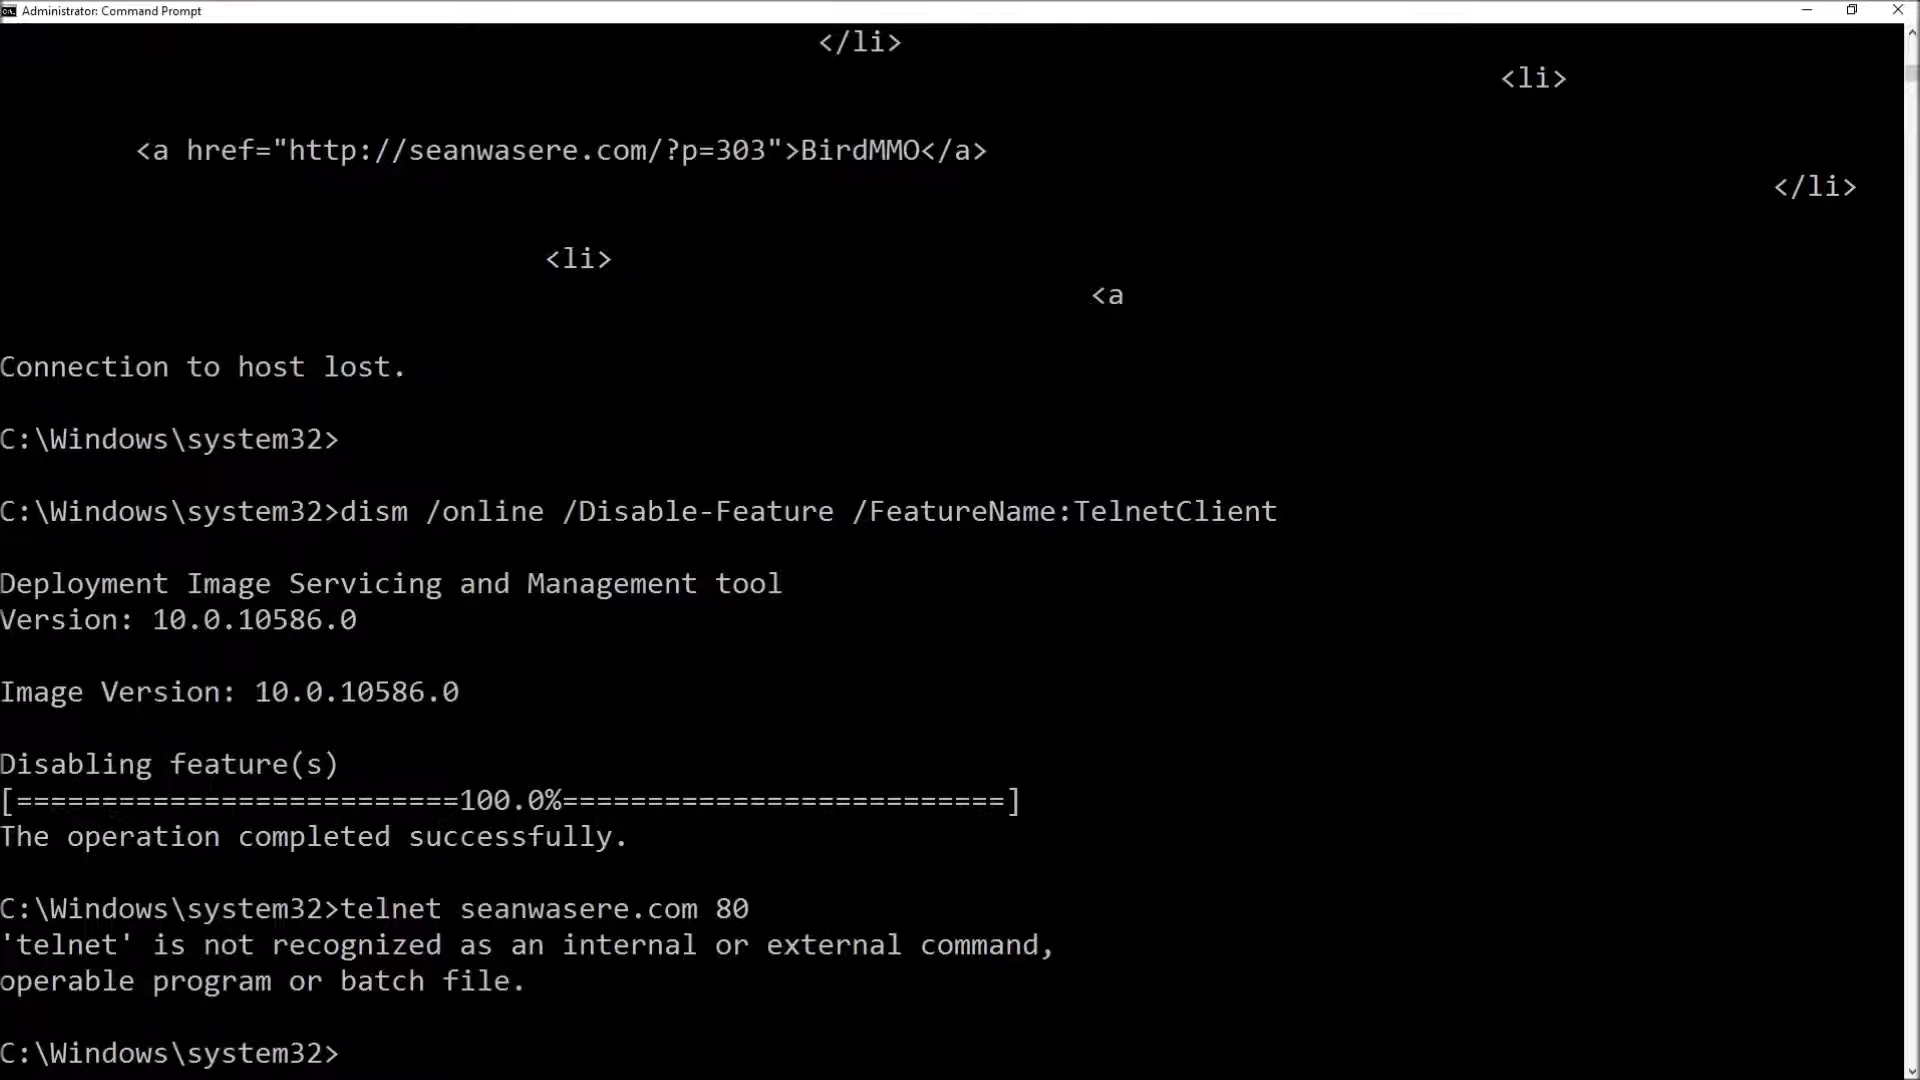 Administrator: Command Prompt
</li>
<li>
<a href="http://seanwasere.com/?p=303">BirdMMO</a>
</li>
<li>
<a
Connection to host lost.
C:\Windows\system32>
C:\Windows\system32>dism /online /Disable-Feature /FeatureName:TelnetClient
Deployment Image Servicing and Management tool
Version: 10.0.10586.0
Image Version: 10.0.10586.0
Disabling feature(s)
[==========================100.0%==========================]
The operation completed successfully.
C:\Windows\system32>telnet seanwasere.com 80
'telnet' is not recognized as an internal or external command,
operable program or batch file.
C:\Windows\system32>